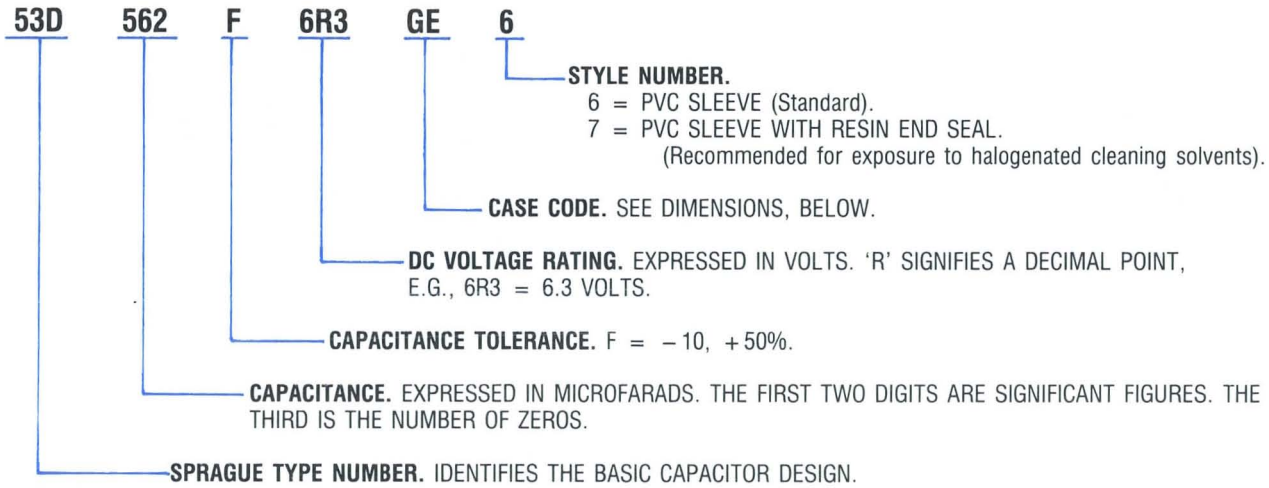 53D 562 F 6R3 GE 6
STYLE NUMBER.
6 = PVC SLEEVE (Standard).
7 = PVC SLEEVE WITH RESIN END SEAL.
(Recommended for exposure to halogenated cleaning solvents).
CASE CODE. SEE DIMENSIONS, BELOW.
DC VOLTAGE RATING. EXPRESSED IN VOLTS. 'R' SIGNIFIES A DECIMAL POINT,
E.G., 6R3 = 6.3 VOLTS.
CAPACITANCE TOLERANCE. F = −10, +50%.
CAPACITANCE. EXPRESSED IN MICROFARADS. THE FIRST TWO DIGITS ARE SIGNIFICANT FIGURES. THE
THIRD IS THE NUMBER OF ZEROS.
SPRAGUE TYPE NUMBER. IDENTIFIES THE BASIC CAPACITOR DESIGN.